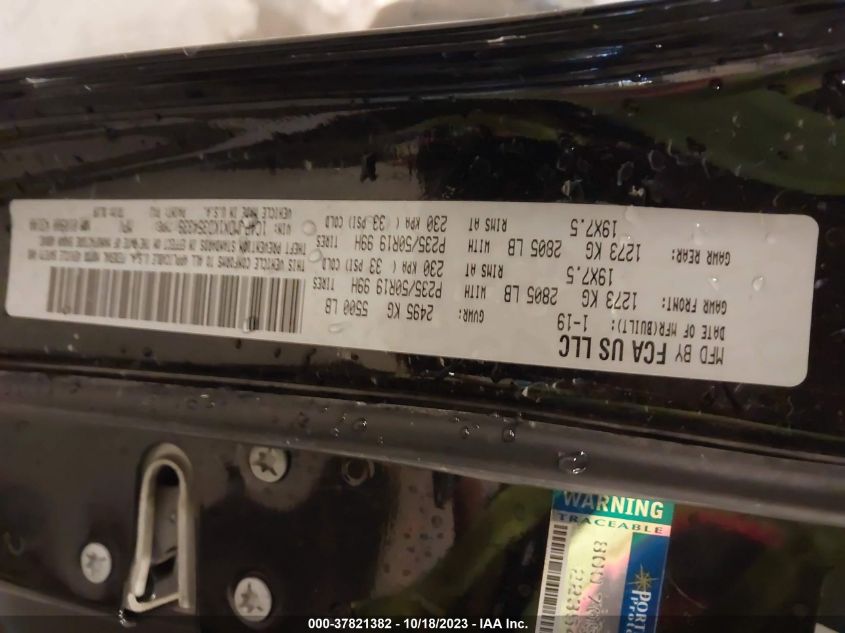 MFD BY FCA US LLC
DATE OF MFR(BUILT): 1-19
GVWR: 2495 KG 5500 LB
GAWR FRONT: 1273 KG 2805 LB WITH P235/50R19 99H TIRES
19X7.5 RIMS AT 230 KPA ( 33 PSI) COLD
GAWR REAR: 1273 KG 2805 LB WITH P235/50R19 99H TIRES
19X7.5 RIMS AT 230 KPA ( 33 PSI) COLD
THIS VEHICLE CONFORMS TO ALL APPLICABLE U.S.A. FEDERAL MOTOR VEHICLE SAFETY AND
THEFT PREVENTION STANDARDS IN EFFECT ON THE DATE OF MANUFACTURE SHOWN ABOVE.
VIN:
VEHICLE MADE IN U.S.A.
WARNING
TRACEABLE
000-37821382 - 10/18/2023 - IAA Inc.